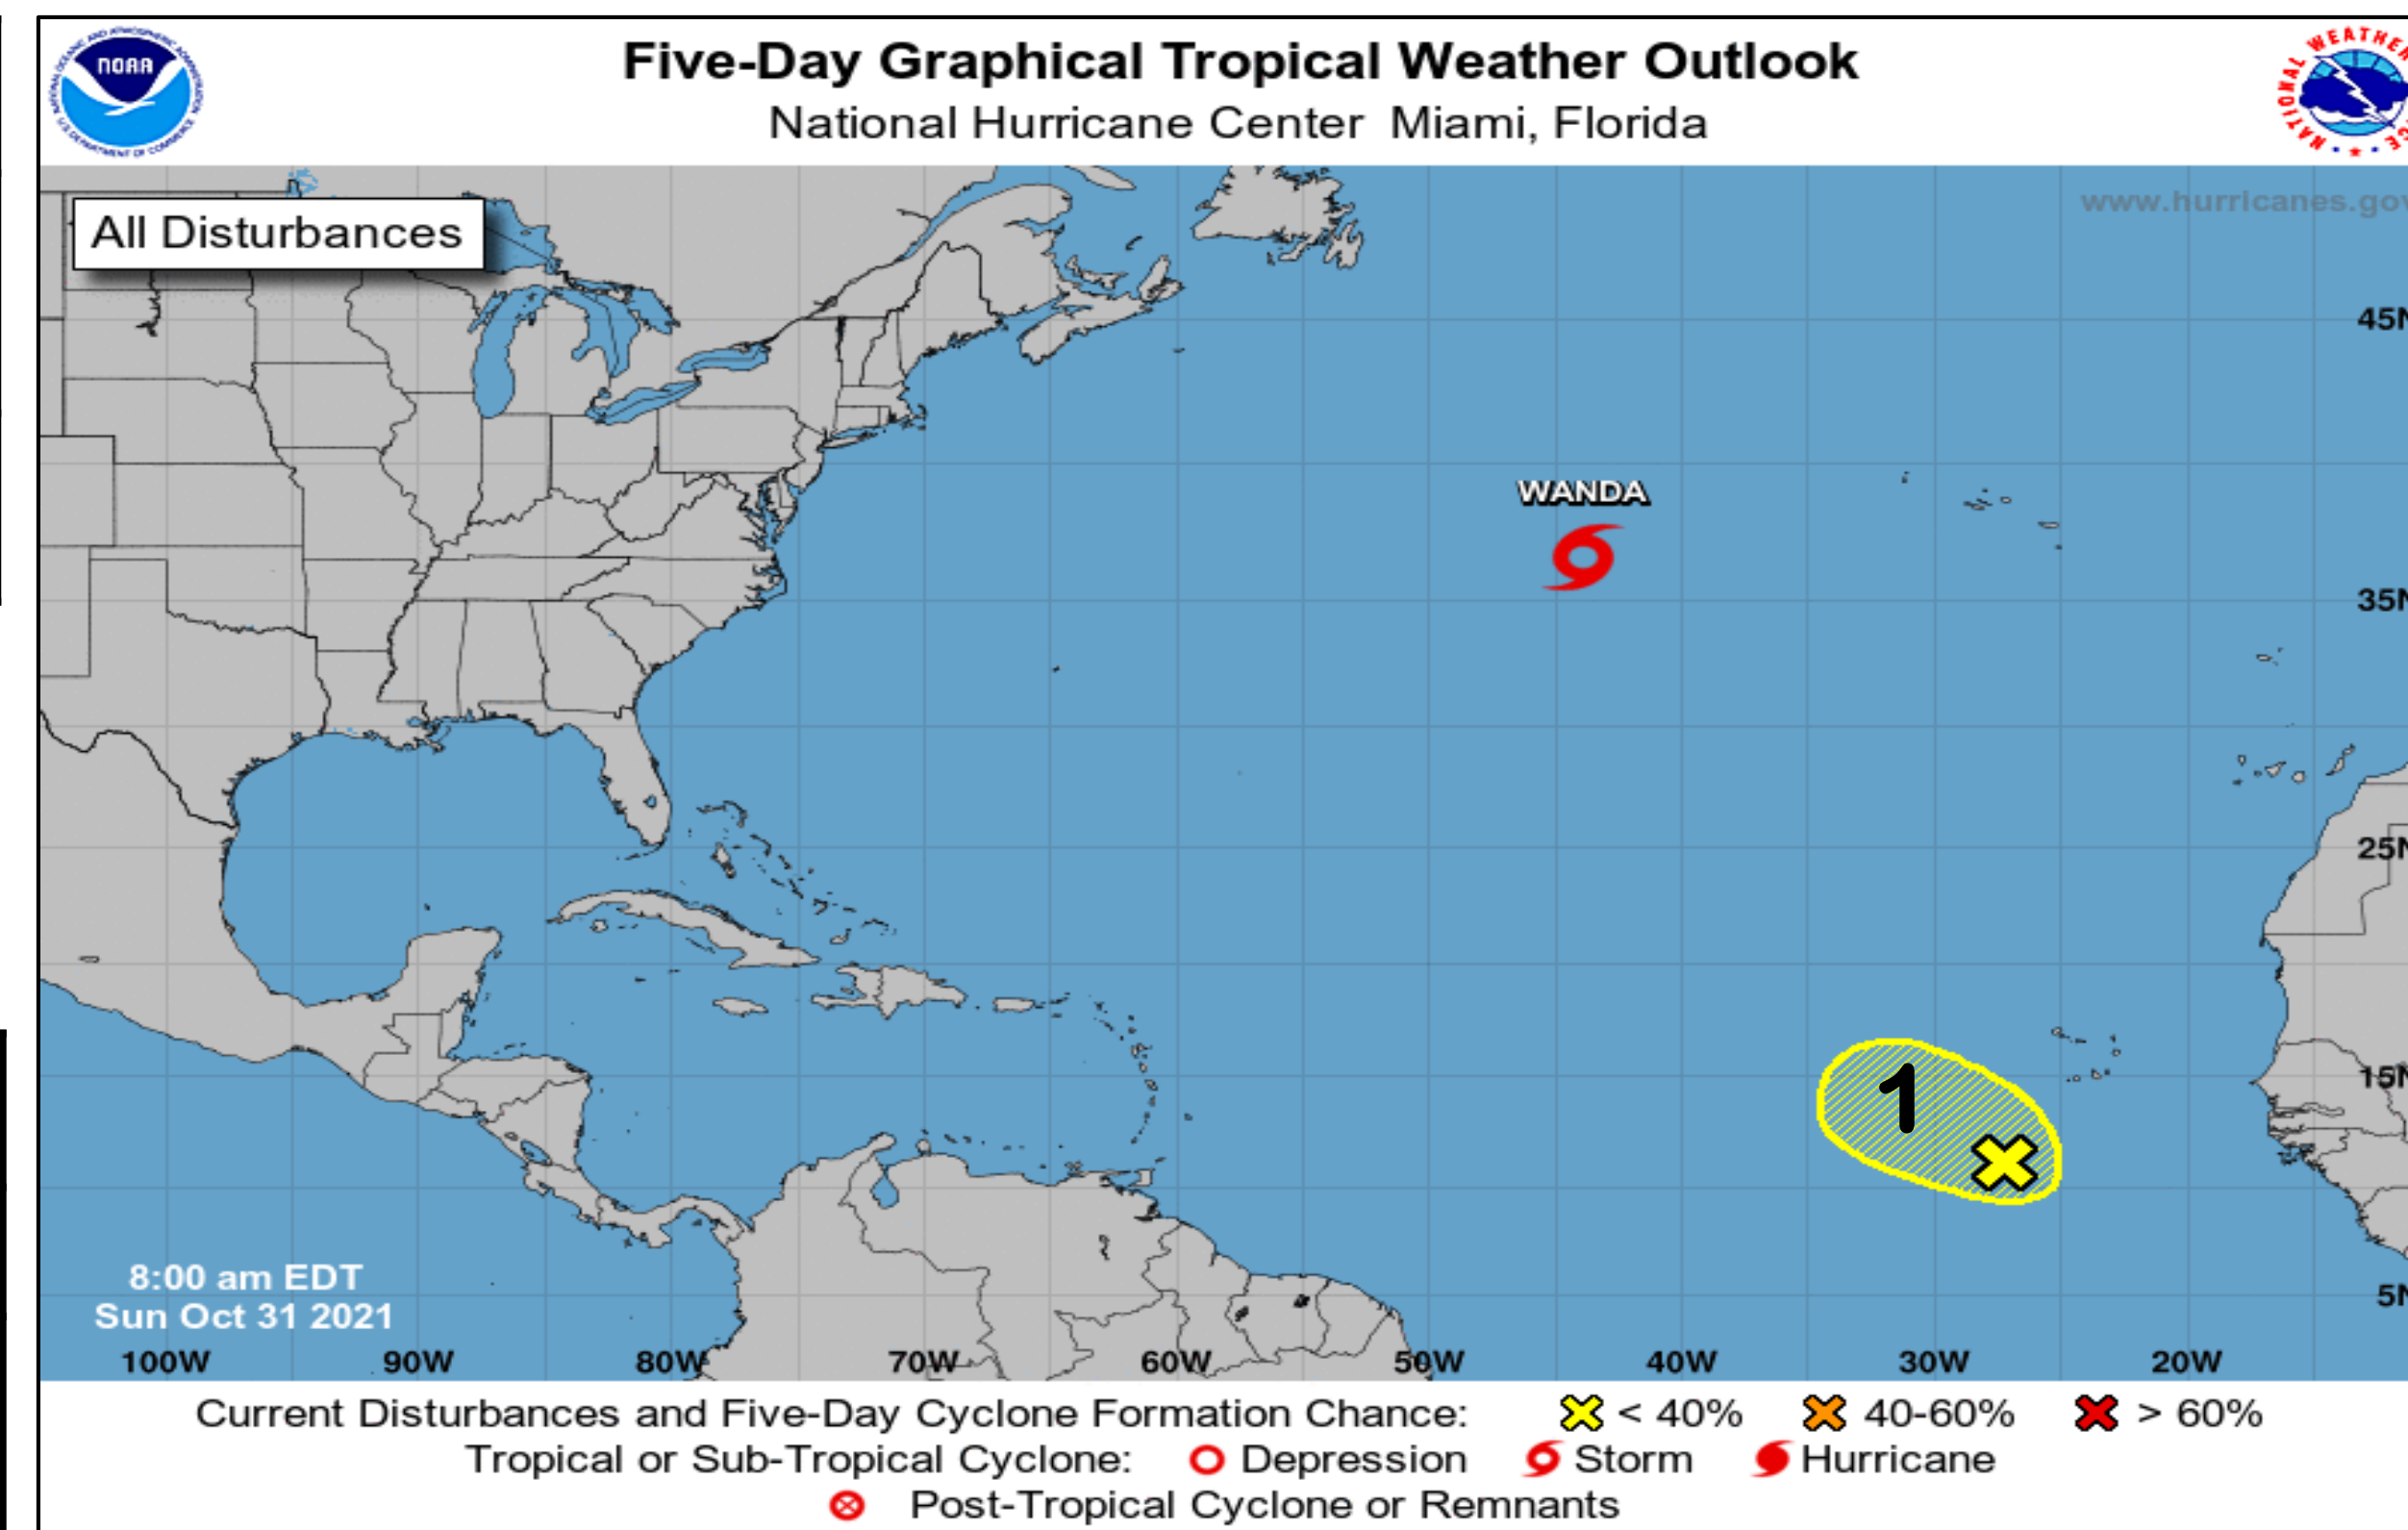 Five-Day Graphical Tropical Weather Outlook
National Hurricane Center Miami, Florida
NOAA
NATIONAL WEATHER
All Disturbances
www.hurricanes.gov
45N
WANDA
35N
25N
15N
1
5N
8:00 am EDT
Sun Oct 31 2021
100W 90W 80W 70W 60W 50W 40W 30W 20W
Current Disturbances and Five-Day Cyclone Formation Chance: < 40% 40-60% > 60%
Tropical or Sub-Tropical Cyclone: Depression Storm Hurricane
Post-Tropical Cyclone or Remnants